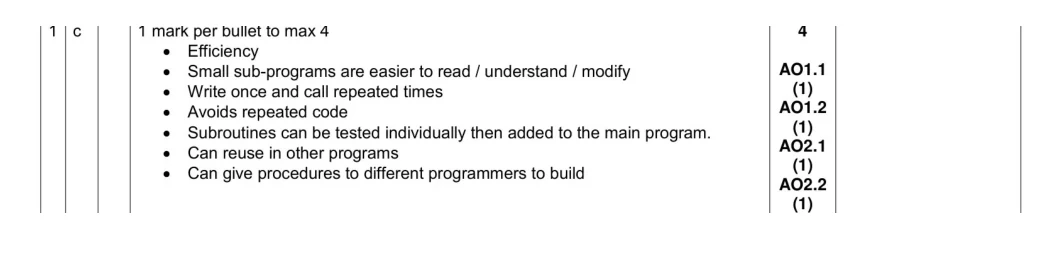 1 c 1 mark per bullet to max 4 4
• Efficiency
• Small sub-programs are easier to read / understand / modify AO1.1
• Write once and call repeated times (1)
• Avoids repeated code AO1.2
• Subroutines can be tested individually then added to the main program. (1)
• Can reuse in other programs AO2.1
• Can give procedures to different programmers to build (1)
AO2.2
(1)